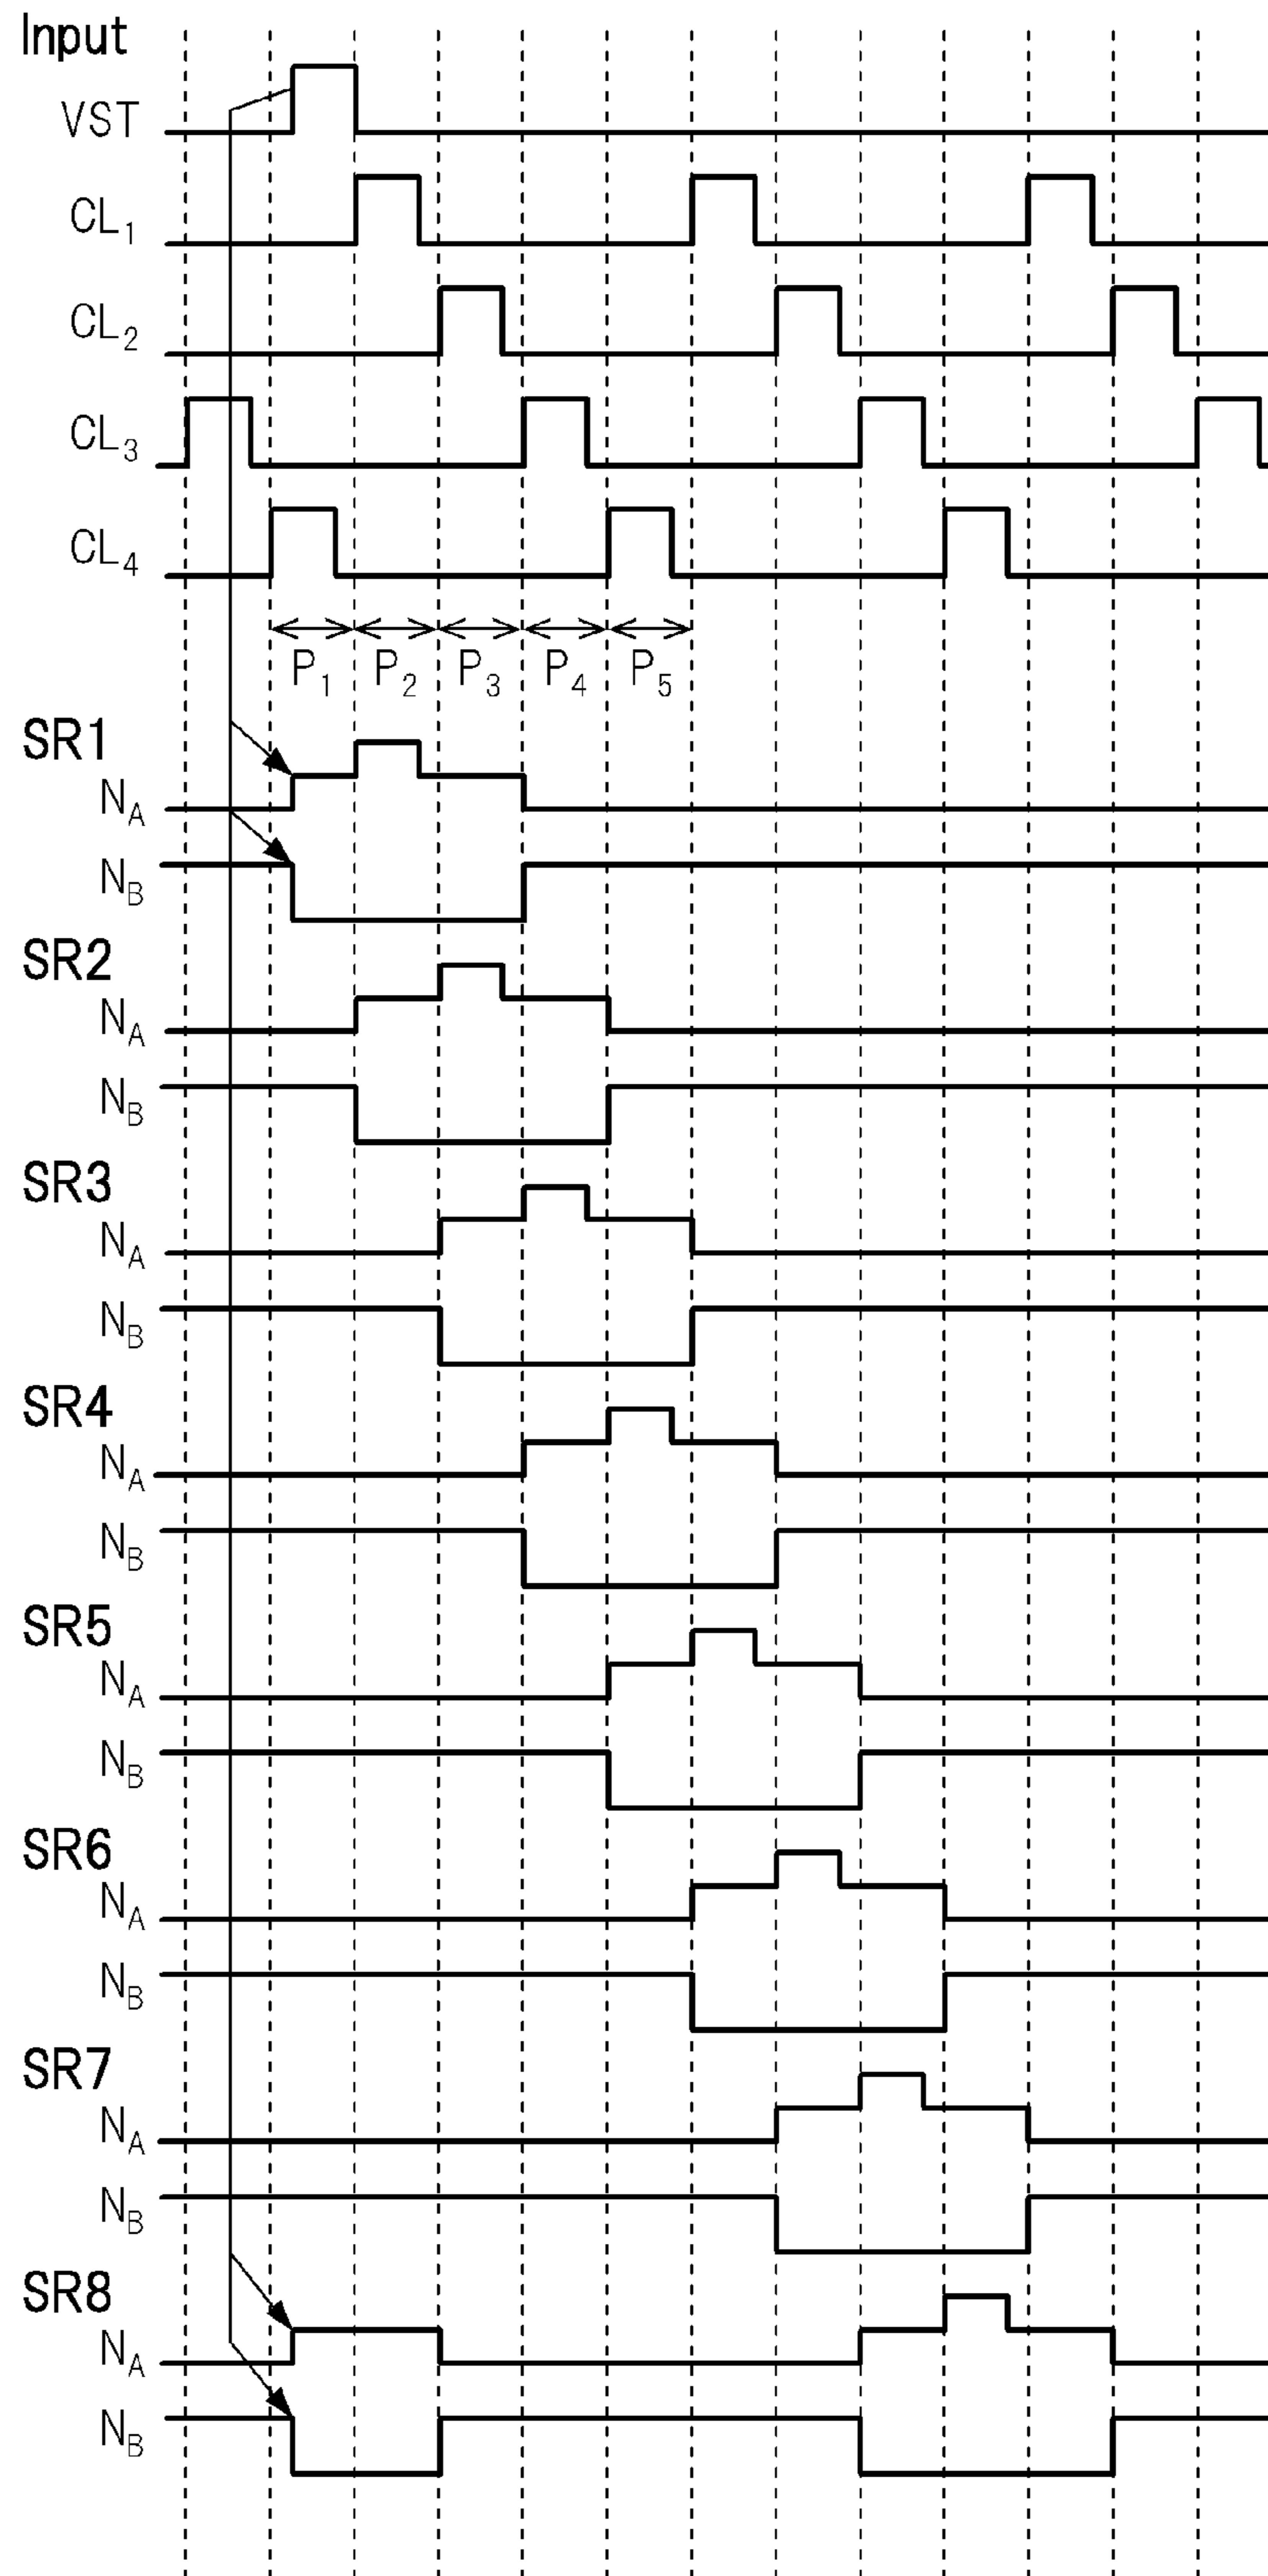 Input
VST
CL1
CL2
CL3
CL4
P1 P2 P3 P4 P5
SR1
NA
NB
SR2
NA
NB
SR3
NA
NB
SR4
NA
NB
SR5
NA
NB
SR6
NA
NB
SR7
NA
NB
SR8
NA
NB